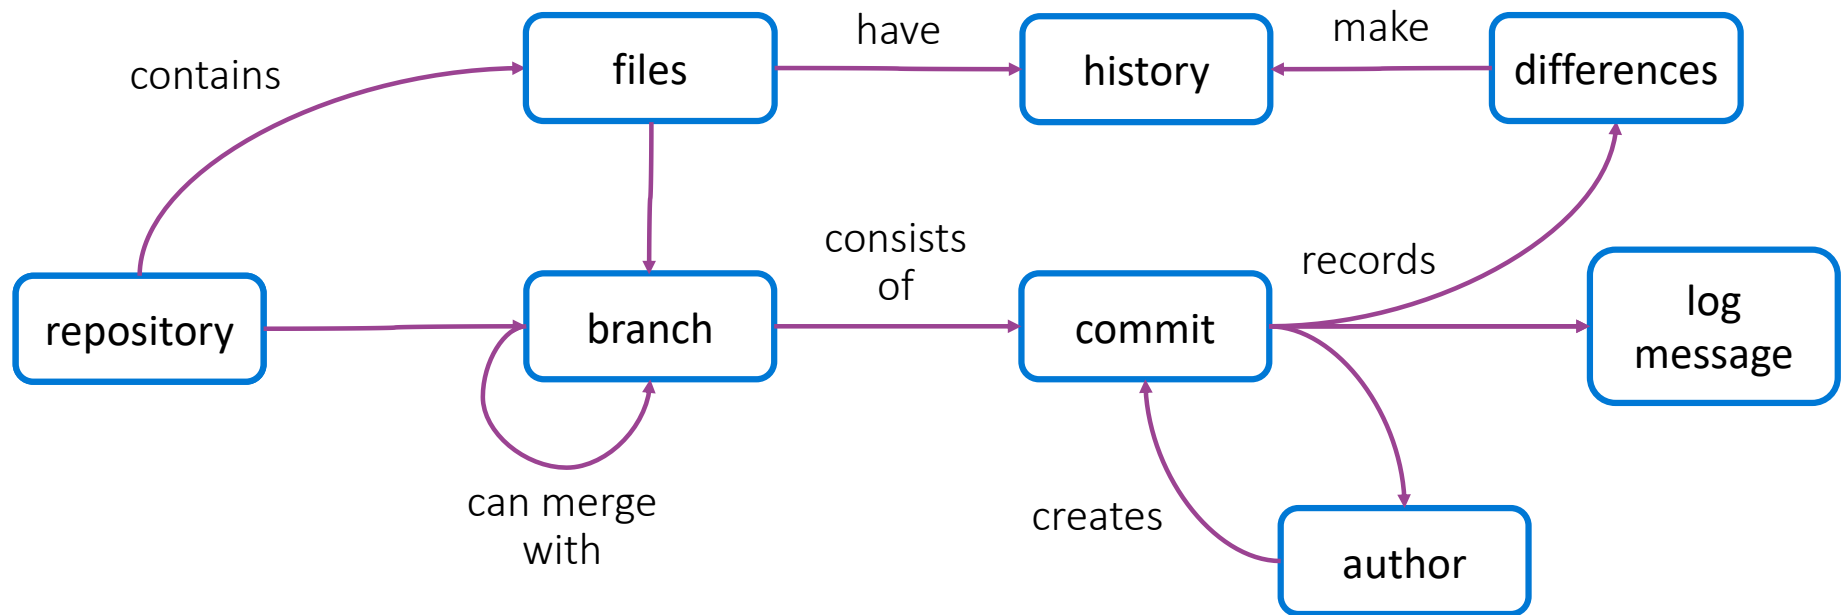 contains
files
have
history
make
differences
repository
branch
consists
of
commit
records
log
message
can merge
with
creates
author